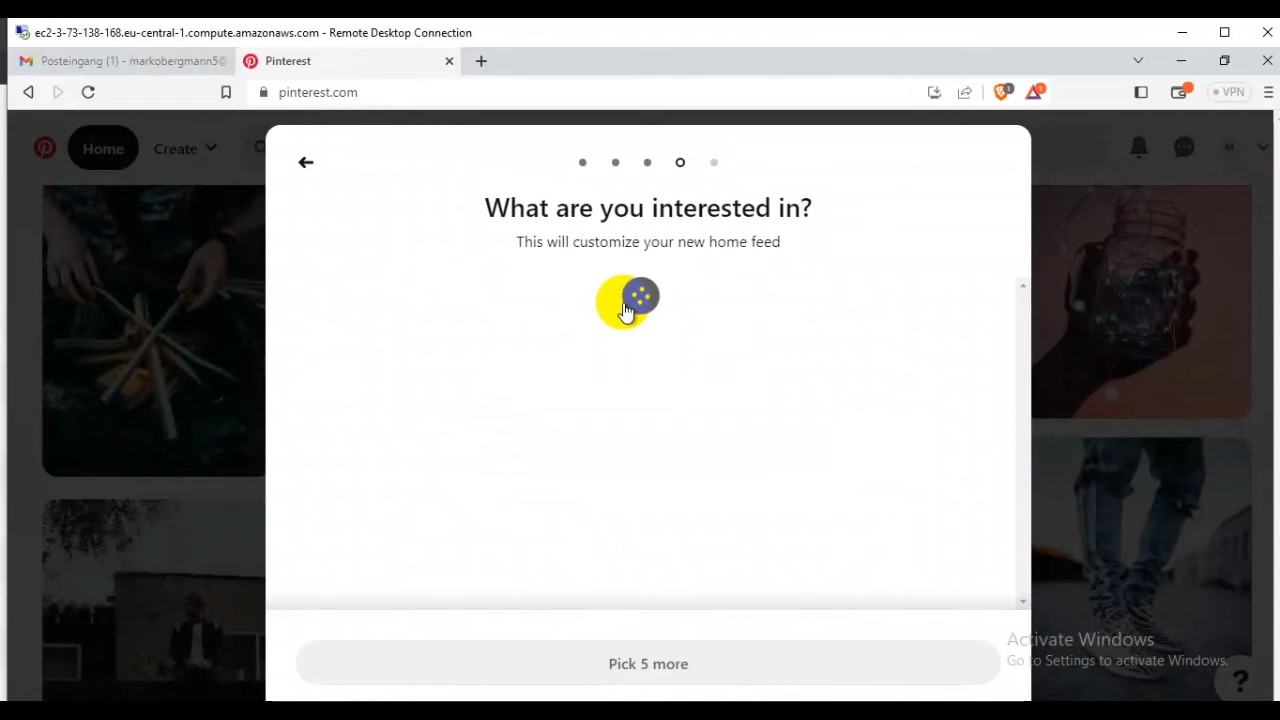 ec2-3-73-138-168.eu-central-1.compute.amazonaws.com - Remote Desktop Connection
Posteingang (1) - markobergmann5@
Pinterest
pinterest.com
1
1
VPN
Home
Create
M
What are you interested in?
This will customize your new home feed
Pick 5 more
Activate Windows
Go to Settings to activate Windows.
?